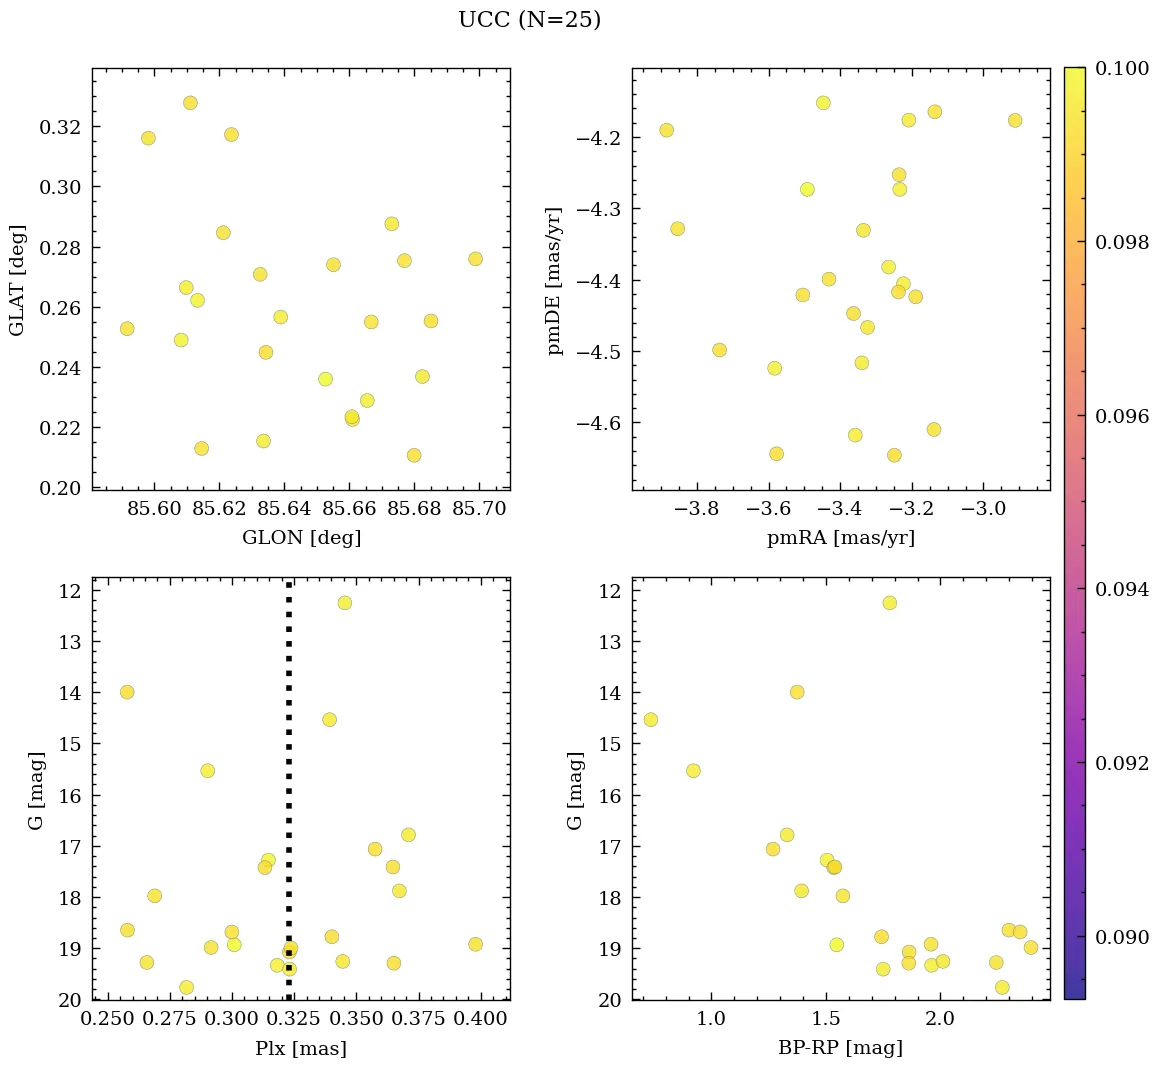 UCC (N=25)
0.32
0.30
0.28
0.26
0.24
0.22
0.20
GLAT [deg]
85.60 85.62 85.64 85.66 85.68 85.70
GLON [deg]
−4.2
−4.3
−4.4
−4.5
−4.6
pmDE [mas/yr]
−3.8 −3.6 −3.4 −3.2 −3.0
pmRA [mas/yr]
0.100
0.098
0.096
0.094
0.092
0.090
12
13
14
15
16
17
18
19
20
G [mag]
0.250 0.275 0.300 0.325 0.350 0.375 0.400
Plx [mas]
12
13
14
15
16
17
18
19
20
G [mag]
1.0 1.5 2.0
BP-RP [mag]